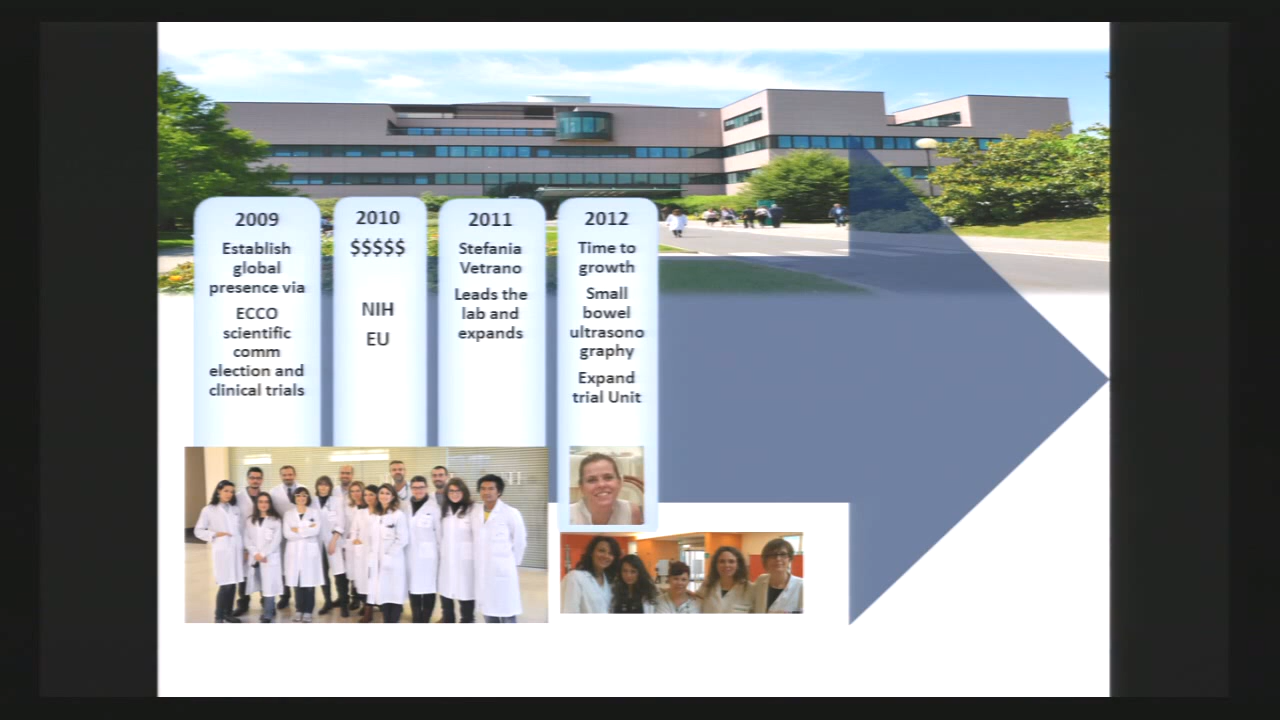 2009
Establish
global
presence via
ECCO
scientific
comm
election and
clinical trials
2010
$$$$$
NIH
EU
2011
Stefania
Vetrano
Leads the
lab and
expands
2012
Time to
growth
Small
bowel
ultrasono
graphy
Expand
trial Unit